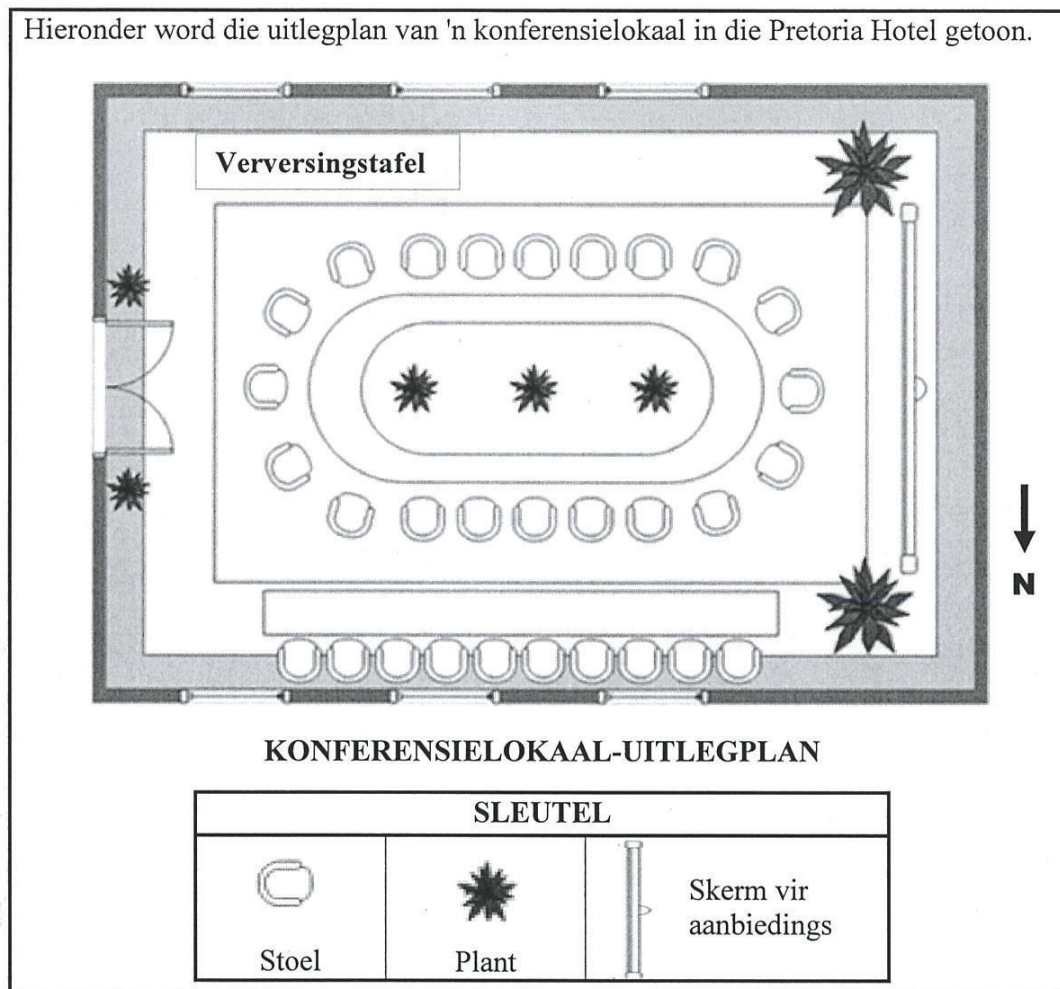 Hieronder word die uitlegplan van 'n konferensielokaal in die Pretoria Hotel getoon.
Verversingstafel
N
KONFERENSIELOKAAL-UITLEGPLAN
SLEUTEL
Stoel
Plant
Skerm vir
aanbiedings